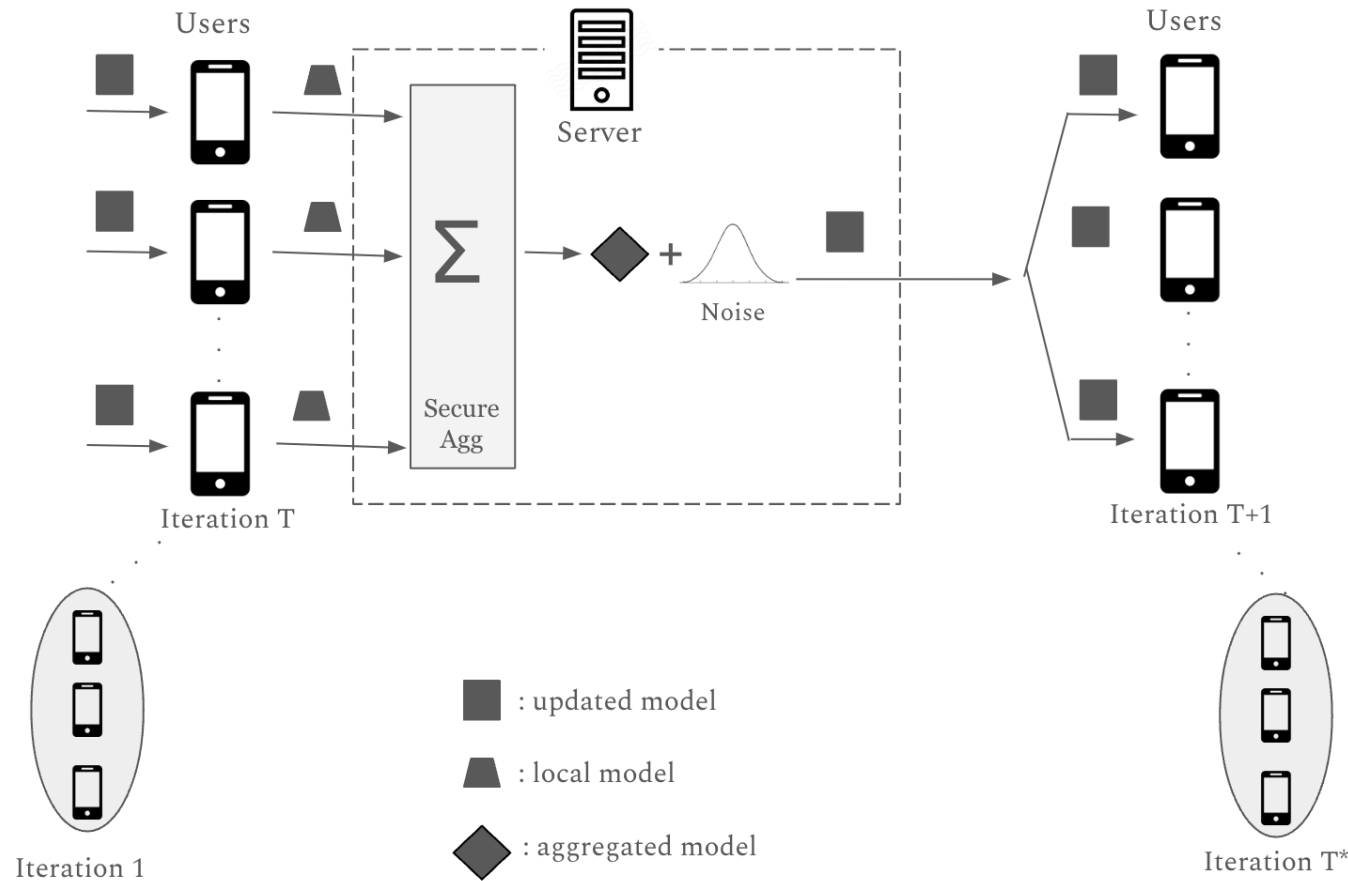 Users
Users
Server
Σ
+
Noise
Secure
Agg
Iteration T
Iteration T+1
: updated model
: local model
: aggregated model
Iteration 1
Iteration T*